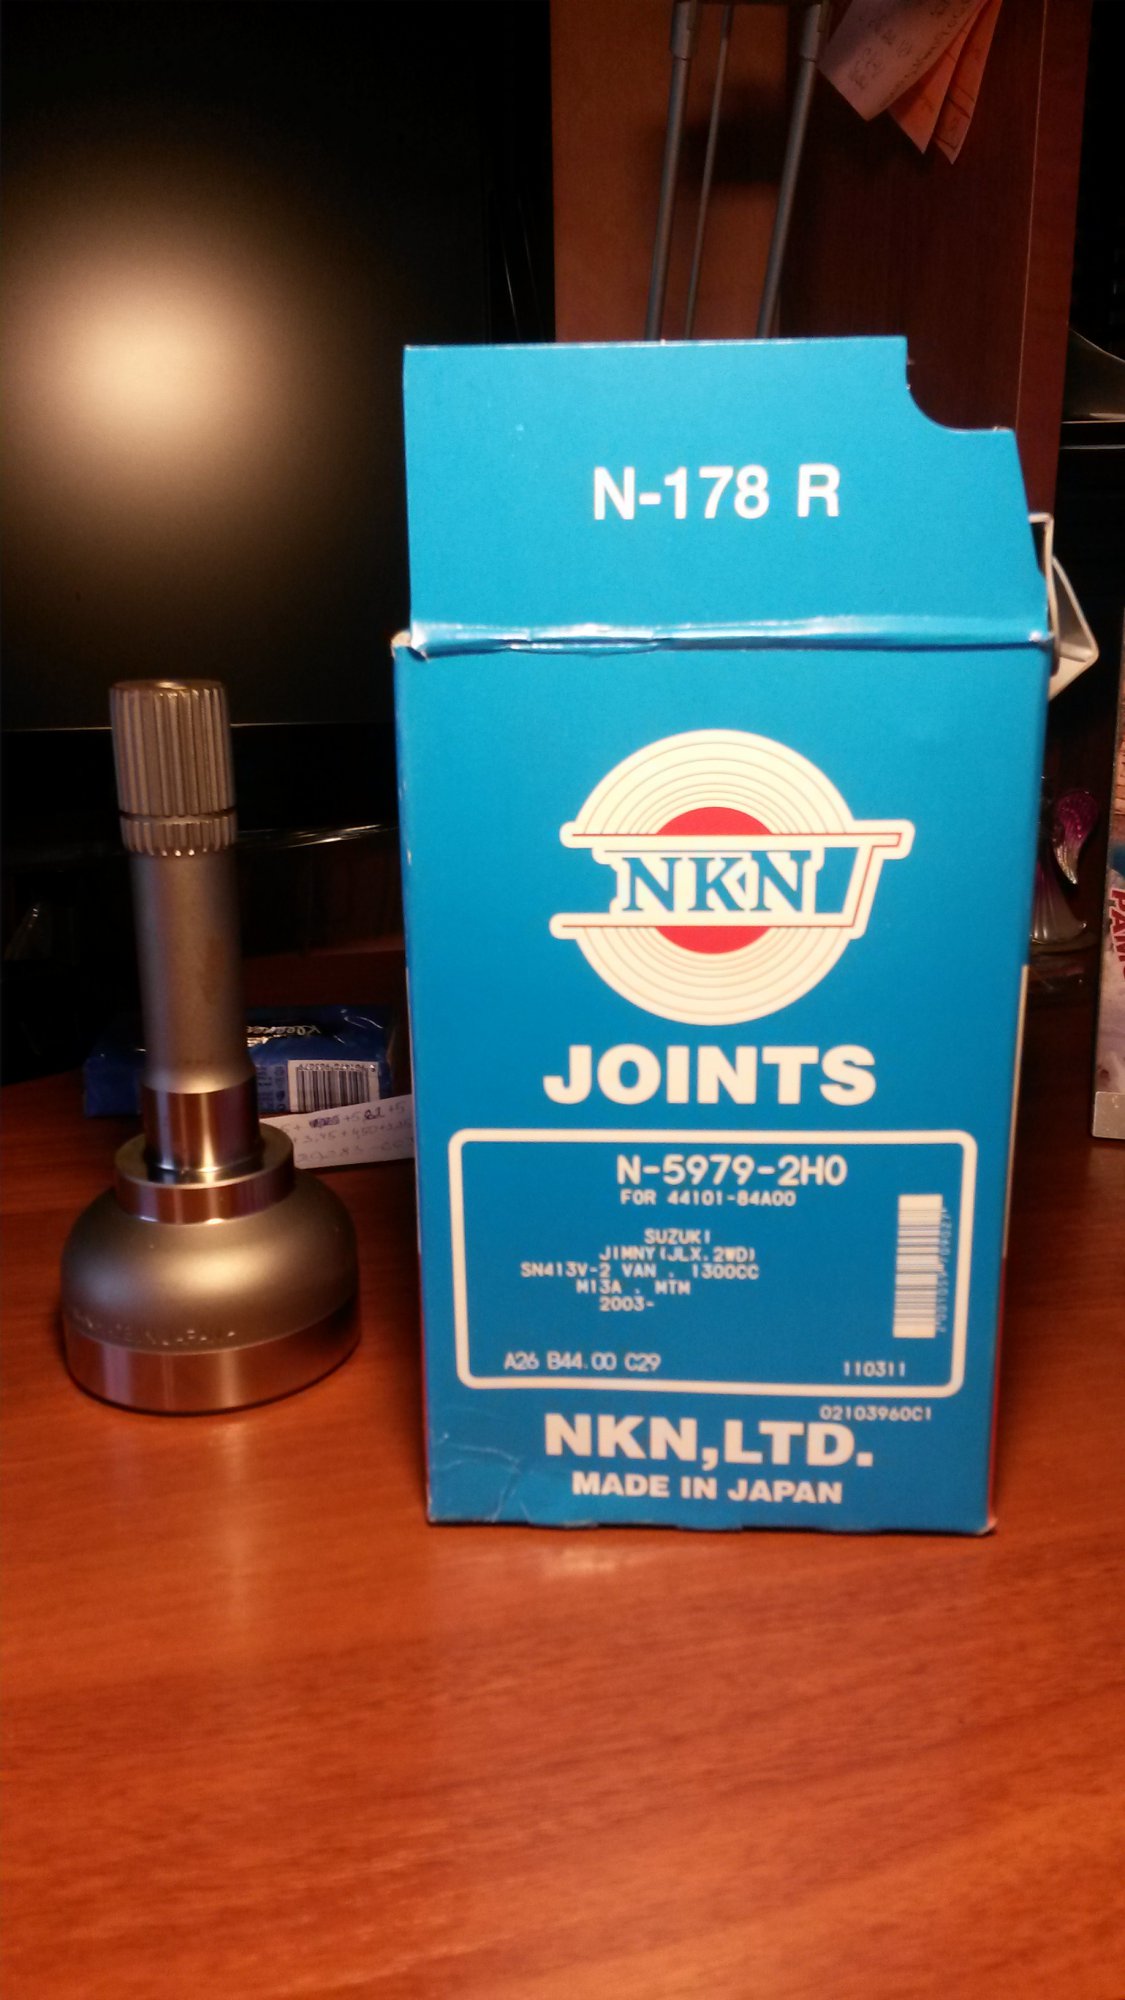 N-178 R
NKN
JOINTS
N-5979-2H0
FOR 44101-84A00
SUZUKI
JIMNY(JLX.2WD)
SN413V-2 VAN . 1300CC
M13A . MTM
2003-
A26 B44.00 C29
110311
02103960C1
NKN,LTD.
MADE IN JAPAN